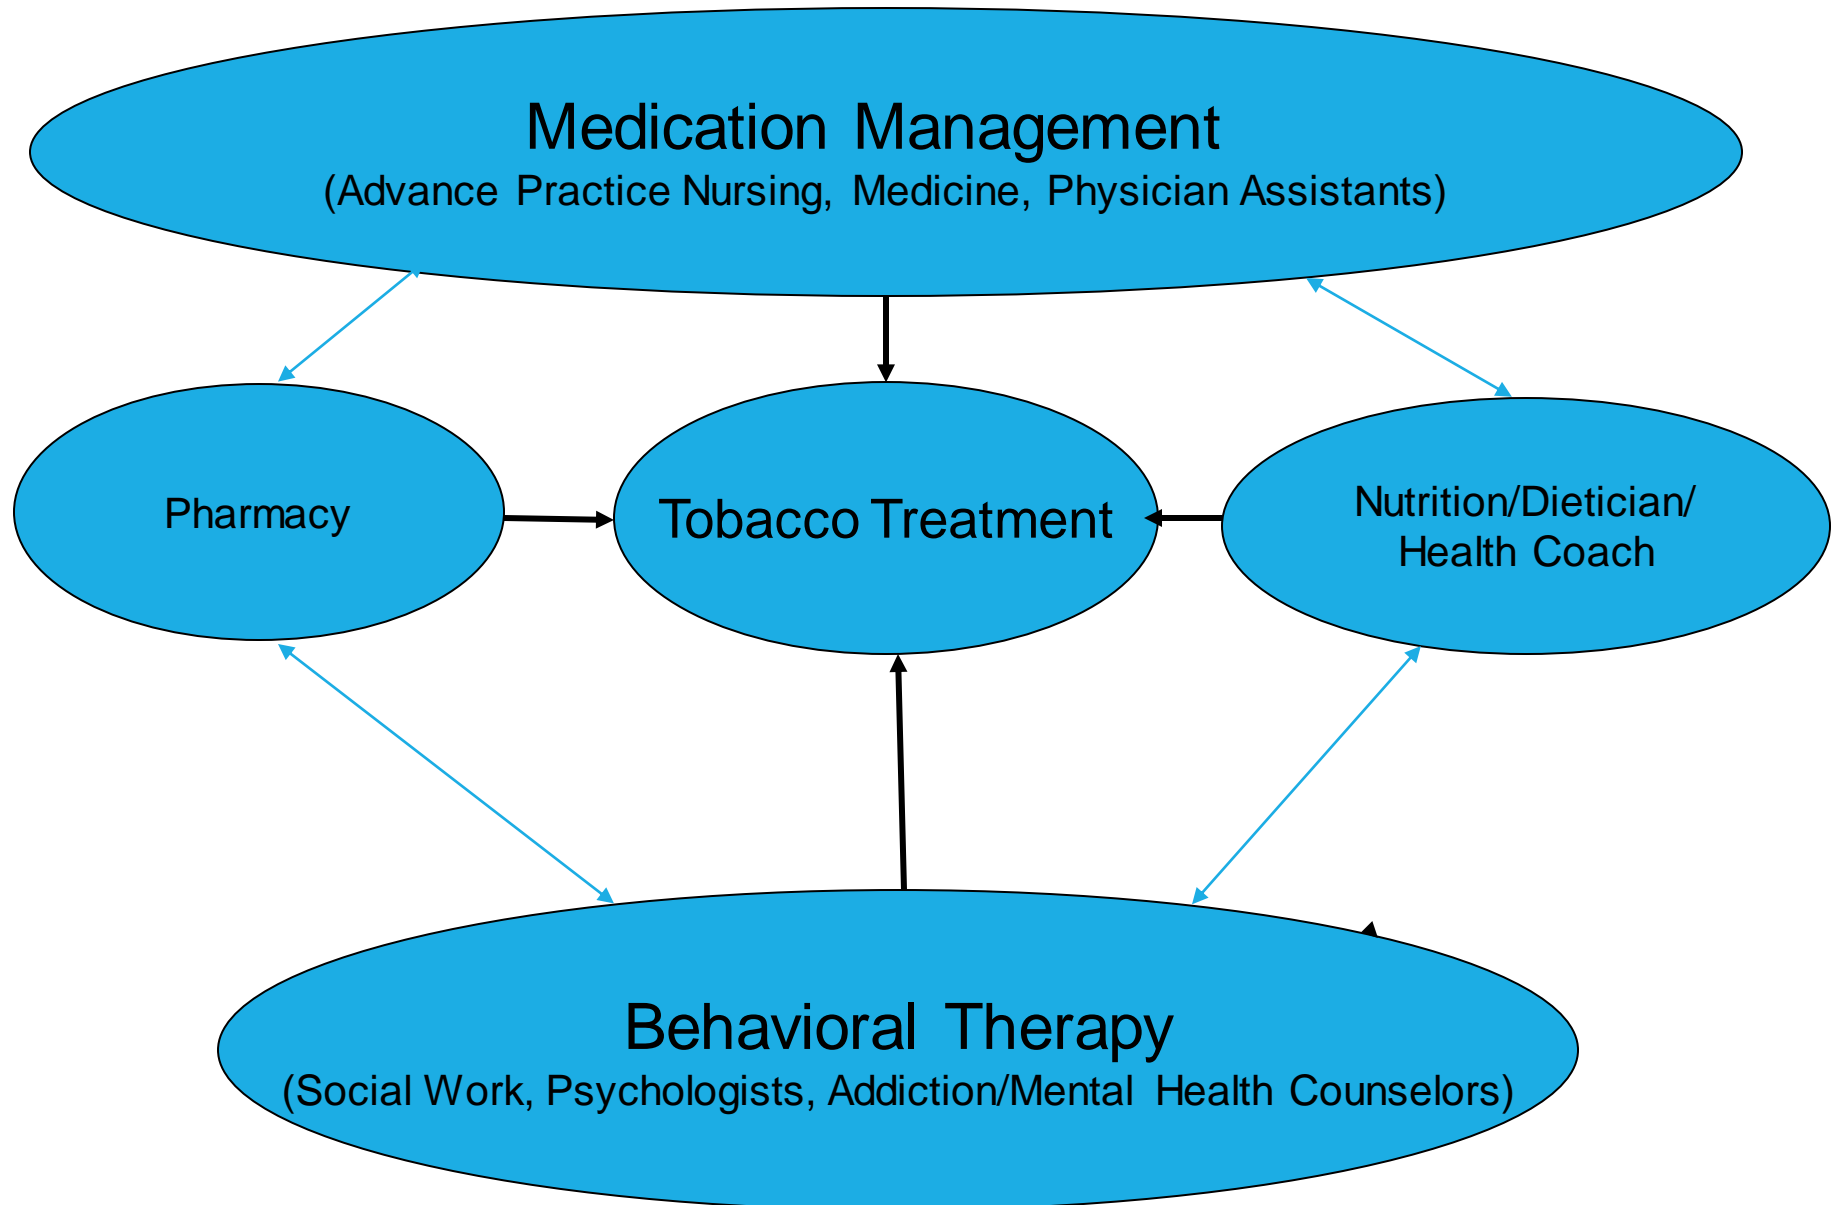 Medication Management
(Advance Practice Nursing, Medicine, Physician Assistants)
Pharmacy
Tobacco Treatment
Nutrition/Dietician/
Health Coach
Behavioral Therapy
(Social Work, Psychologists, Addiction/Mental Health Counselors)